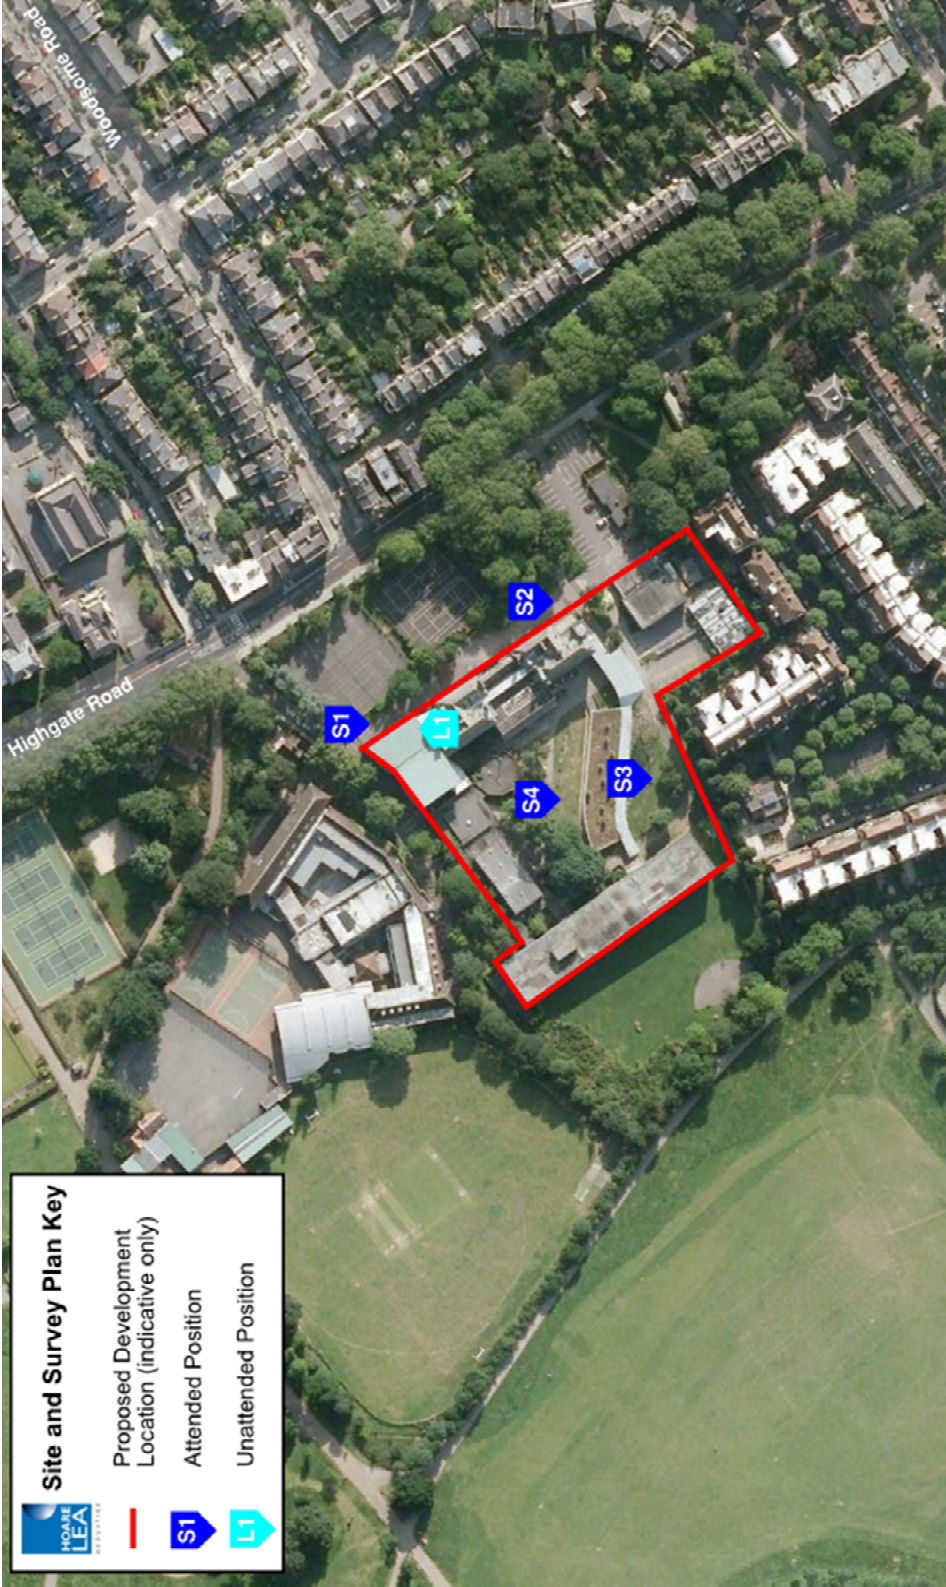 Site and Survey Plan Key
HOARE
LEA
ACOUSTICS
Proposed Development
Location (indicative only)
S1
Attended Position
L1
Unattended Position
Woodsome Road
Highgate Road
S1
L1
S2
S4
S3